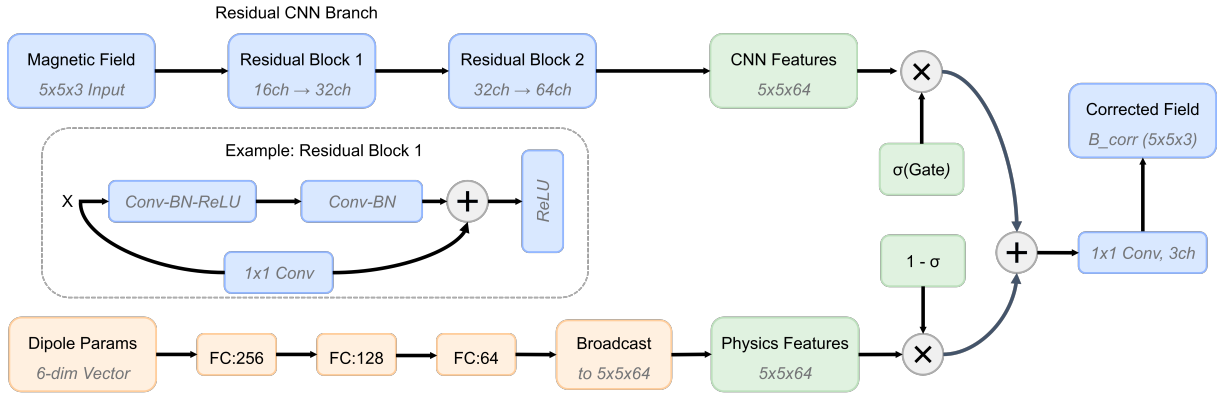 Residual CNN Branch
Magnetic Field
5x5x3 Input
Residual Block 1
16ch → 32ch
Residual Block 2
32ch → 64ch
CNN Features
5x5x64
×
σ(Gate)
Corrected Field
B_corr (5x5x3)
Example: Residual Block 1
X
Conv-BN-ReLU
Conv-BN
+
ReLU
1x1 Conv
1 - σ
+
1x1 Conv, 3ch
Dipole Params
6-dim Vector
FC:256
FC:128
FC:64
Broadcast
to 5x5x64
Physics Features
5x5x64
×